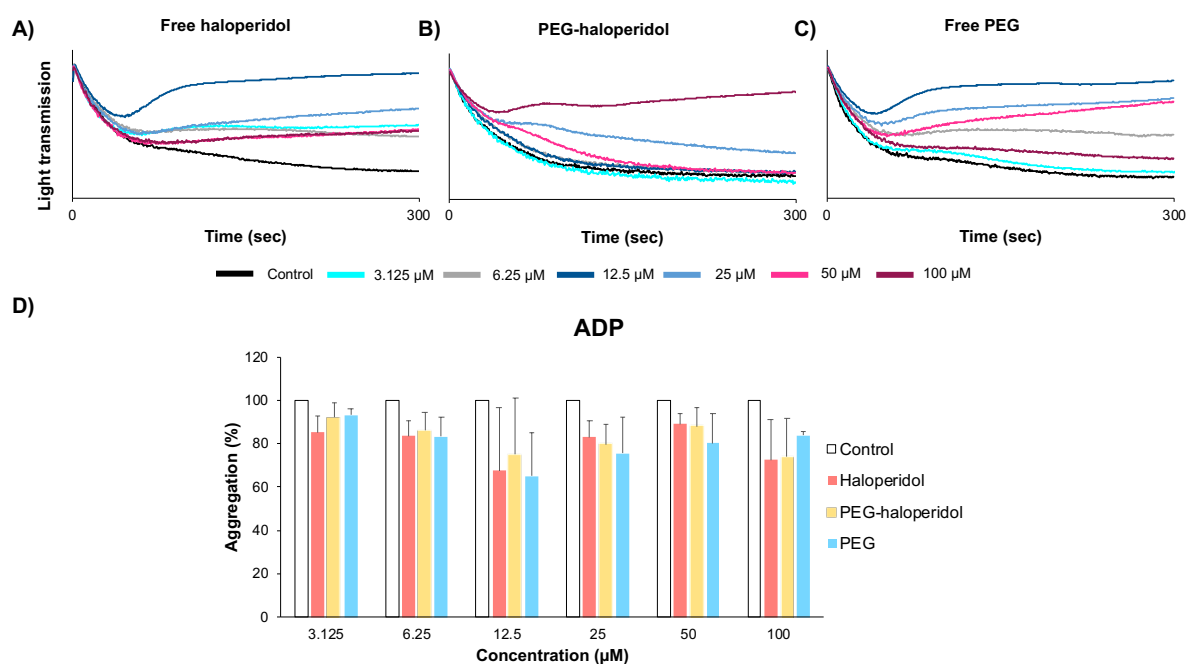 A)
Free haloperidol
B)
PEG-haloperidol
C)
Free PEG
Light transmission
0
300
0
300
0
300
Time (sec)
Time (sec)
Time (sec)
Control
3.125 µM
6.25 µM
12.5 µM
25 µM
50 µM
100 µM
D)
ADP
Aggregation (%)
120
100
80
60
40
20
0
3.125
6.25
12.5
25
50
100
Concentration (µM)
Control
Haloperidol
PEG-haloperidol
PEG